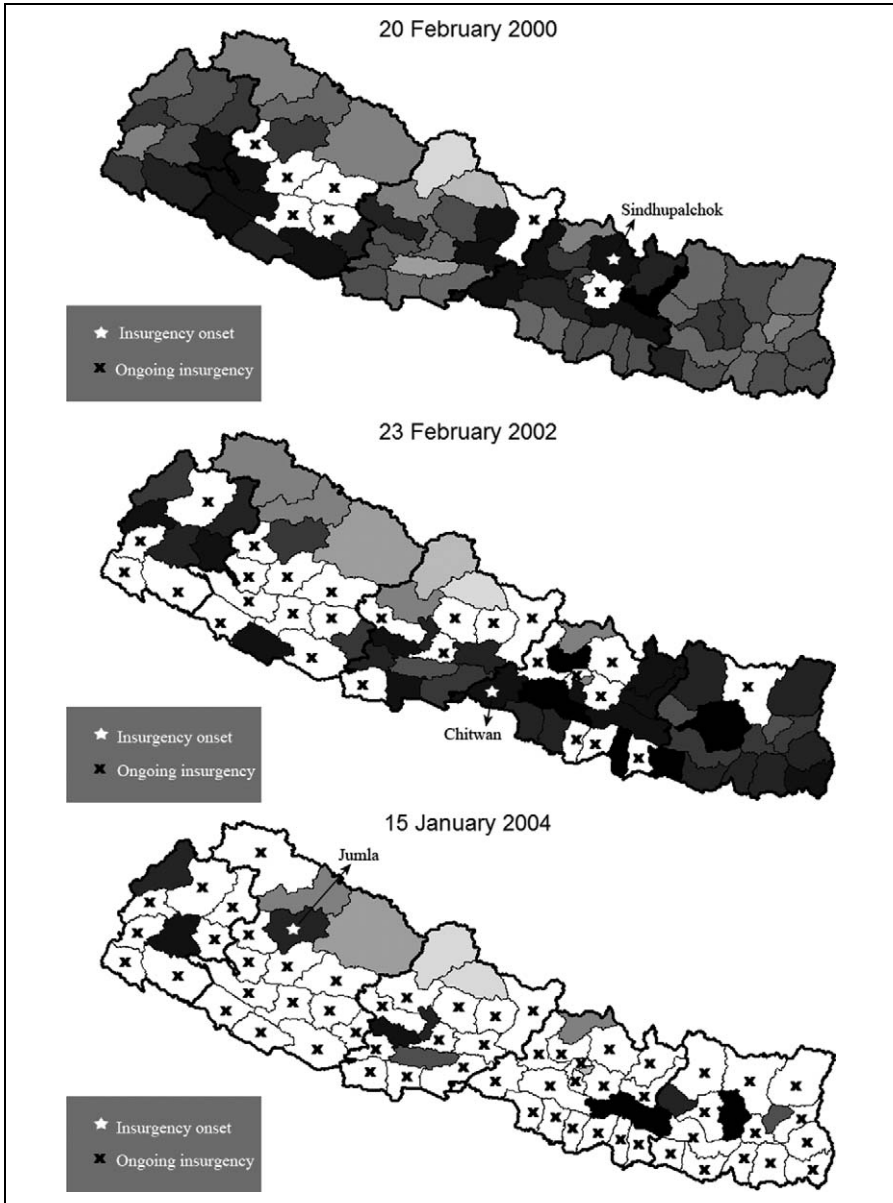 20 February 2000
Sindhupalchok
Insurgency onset
Ongoing insurgency
23 February 2002
Chitwan
Insurgency onset
Ongoing insurgency
15 January 2004
Jumla
Insurgency onset
Ongoing insurgency